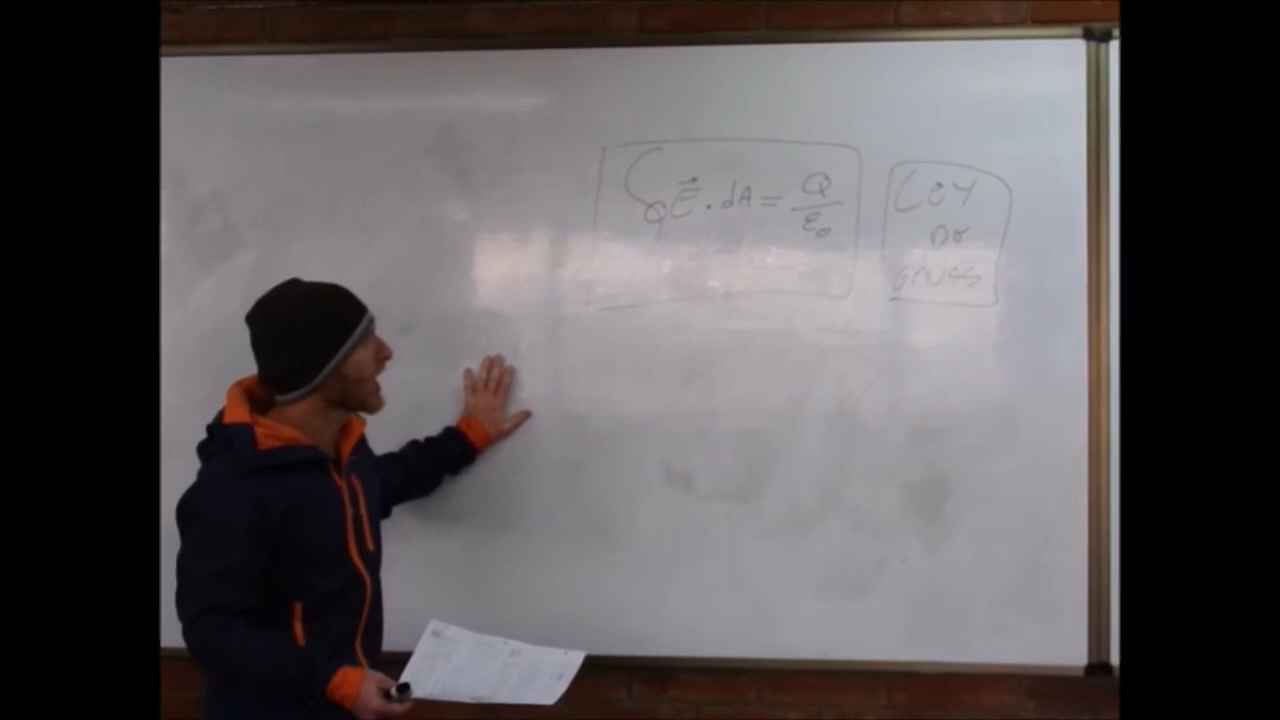 ∮ E⃗ . dA = Q/ε₀
LEY
DE
GAUSS